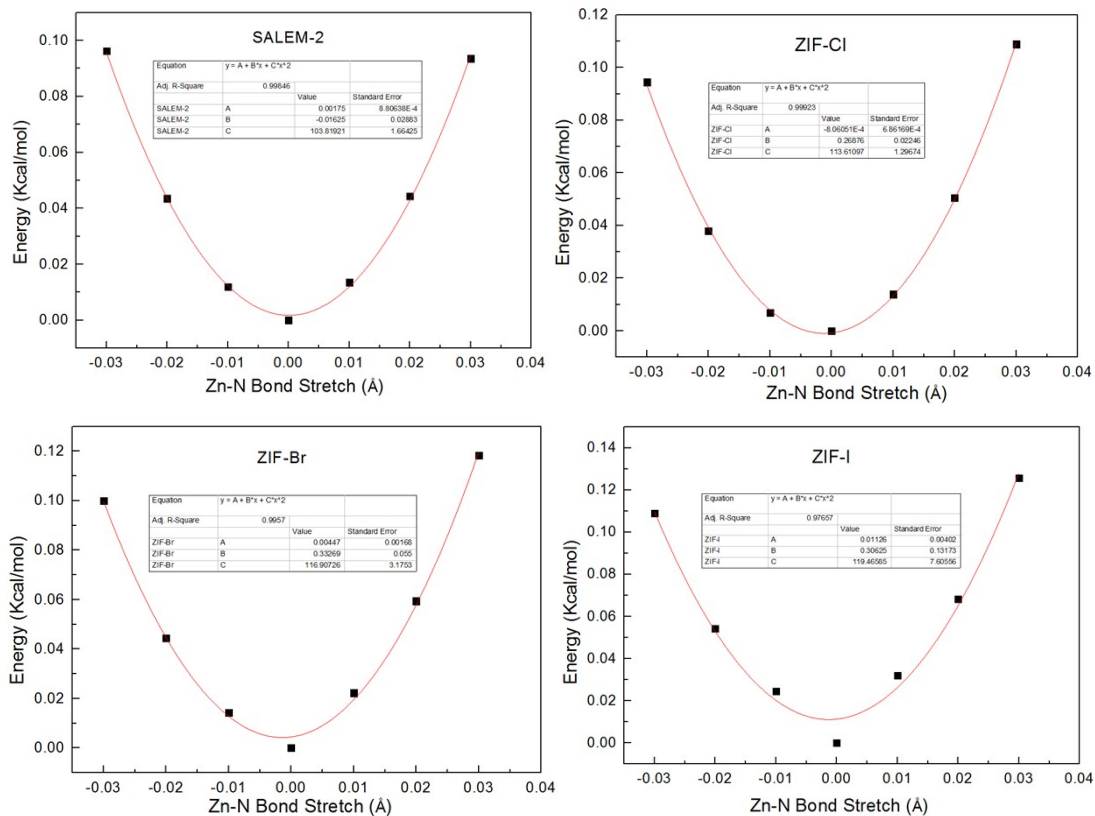 SALEM-2
Equation y = A + B*x + C*x^2
Adj. R-Square 0.99846
Value Standard Error
SALEM-2 A 0.00175 8.80638E-4
SALEM-2 B -0.01625 0.02883
SALEM-2 C 103.81921 1.66425
Energy (Kcal/mol)
0.10
0.08
0.06
0.04
0.02
0.00
-0.03 -0.02 -0.01 0.00 0.01 0.02 0.03 0.04
Zn-N Bond Stretch (Å)
ZIF-Cl
Equation y = A + B*x + C*x^2
Adj. R-Square 0.99923
Value Standard Error
ZIF-Cl A -8.06051E-4 6.86169E-4
ZIF-Cl B 0.26876 0.02246
ZIF-Cl C 113.61097 1.29674
Energy (Kcal/mol)
0.12
0.10
0.08
0.06
0.04
0.02
0.00
-0.03 -0.02 -0.01 0.00 0.01 0.02 0.03 0.04
Zn-N Bond Stretch (Å)
ZIF-Br
Equation y = A + B*x + C*x^2
Adj. R-Square 0.9957
Value Standard Error
ZIF-Br A 0.00447 0.00168
ZIF-Br B 0.33269 0.055
ZIF-Br C 116.90726 3.1753
Energy (Kcal/mol)
0.12
0.10
0.08
0.06
0.04
0.02
0.00
-0.03 -0.02 -0.01 0.00 0.01 0.02 0.03 0.04
Zn-N Bond Stretch (Å)
ZIF-I
Equation y = A + B*x + C*x^2
Adj. R-Square 0.97657
Value Standard Error
ZIF-I A 0.01126 0.00402
ZIF-I B 0.30625 0.13173
ZIF-I C 119.46585 7.60556
Energy (Kcal/mol)
0.14
0.12
0.10
0.08
0.06
0.04
0.02
0.00
-0.03 -0.02 -0.01 0.00 0.01 0.02 0.03 0.04
Zn-N Bond Stretch (Å)